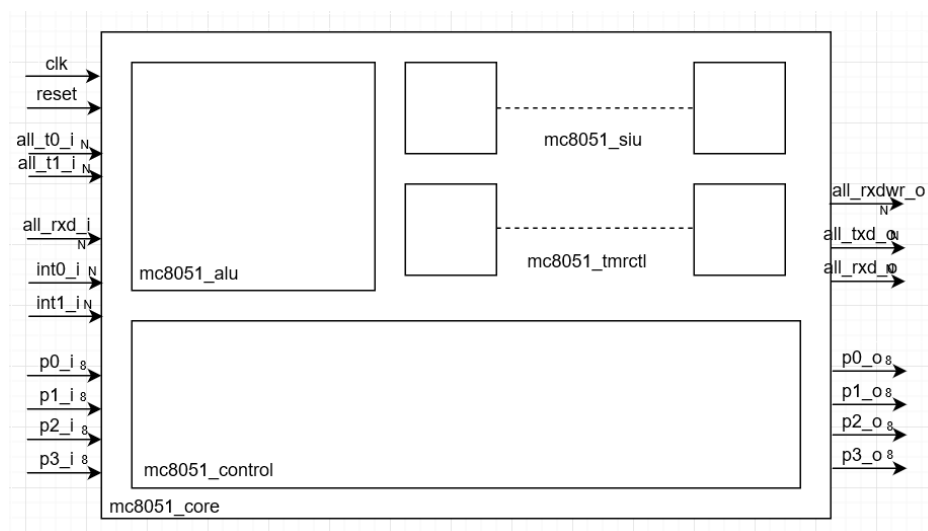 clk
reset
all_t0_i N
all_t1_i N
all_rxd_i N
int0_i N
int1_i N
p0_i 8
p1_i 8
p2_i 8
p3_i 8
mc8051_alu
mc8051_siu
mc8051_tmrctl
mc8051_control
mc8051_core
all_rxdwr_o N
all_txd_o N
all_rxd_o N
p0_o 8
p1_o 8
p2_o 8
p3_o 8